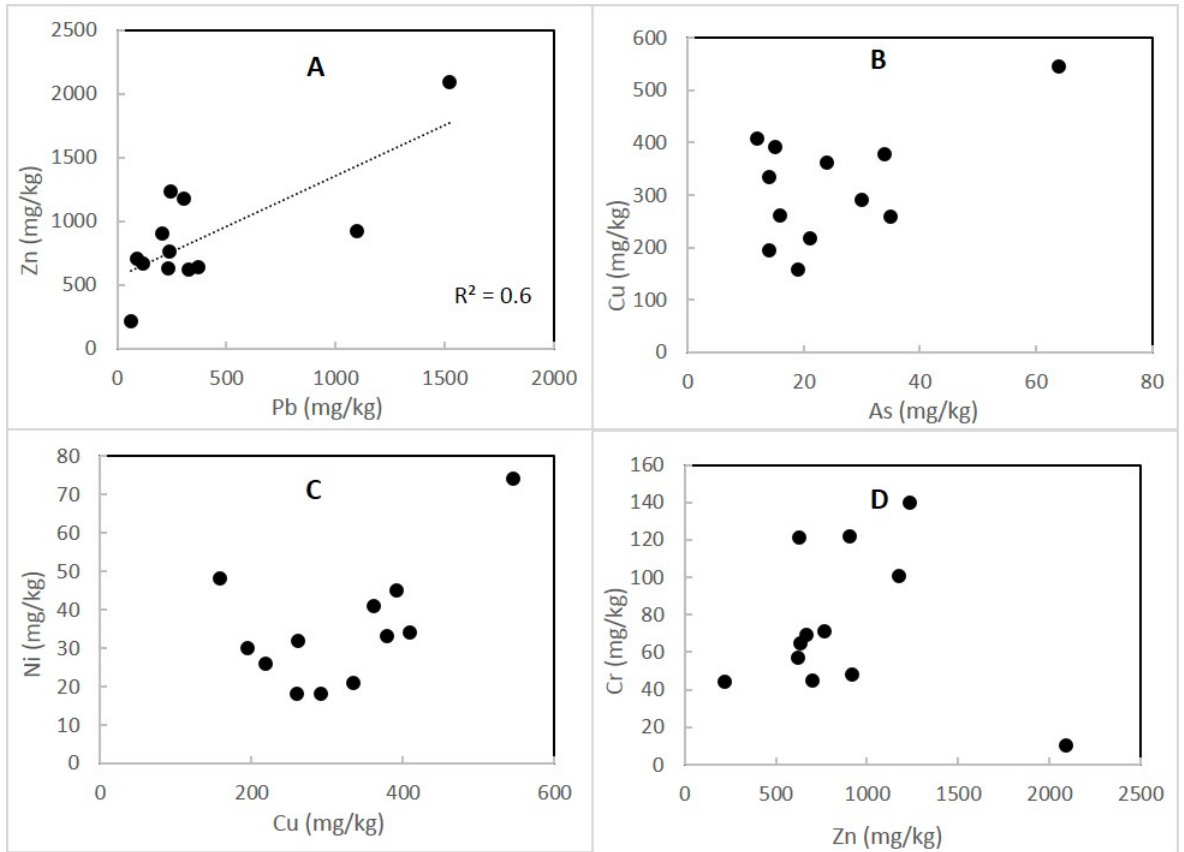 A
Zn (mg/kg)
2500
2000
1500
1000
500
0
R² = 0.6
0 500 1000 1500 2000
Pb (mg/kg)
B
Cu (mg/kg)
600
500
400
300
200
100
0
0 20 40 60 80
As (mg/kg)
C
Ni (mg/kg)
80
70
60
50
40
30
20
10
0
0 200 400 600
Cu (mg/kg)
D
Cr (mg/kg)
160
140
120
100
80
60
40
20
0
0 500 1000 1500 2000 2500
Zn (mg/kg)